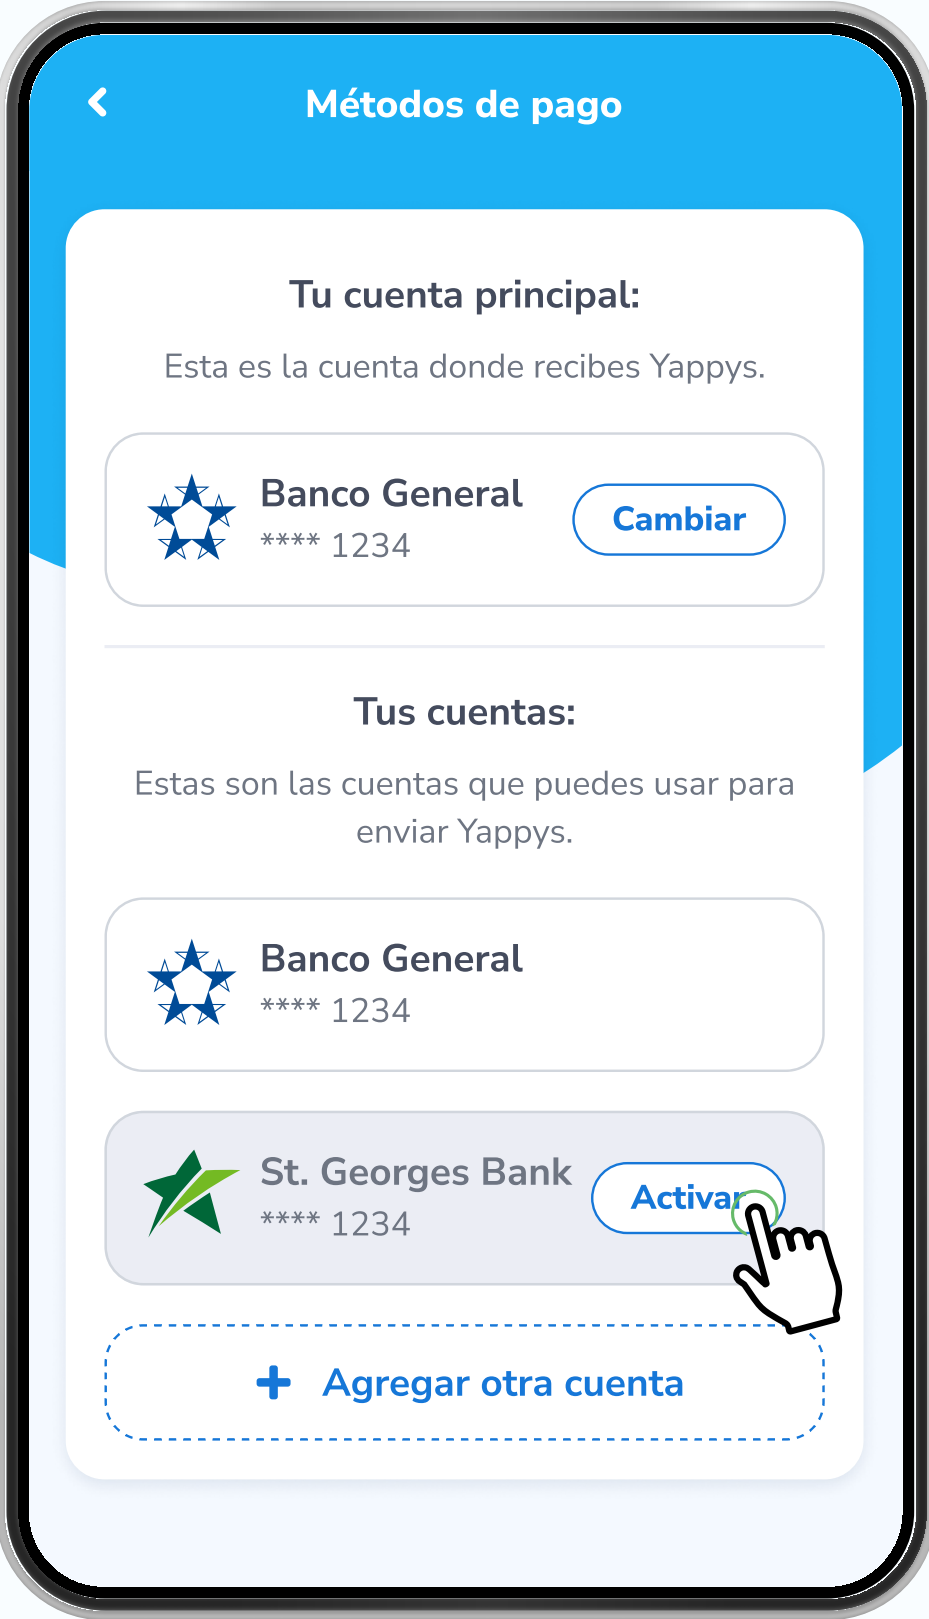 Métodos de pago
Tu cuenta principal:
Esta es la cuenta donde recibes Yappys.
Banco General
**** 1234
Cambiar
Tus cuentas:
Estas son las cuentas que puedes usar para
enviar Yappys.
Banco General
**** 1234
St. Georges Bank
**** 1234
Activar
Agregar otra cuenta